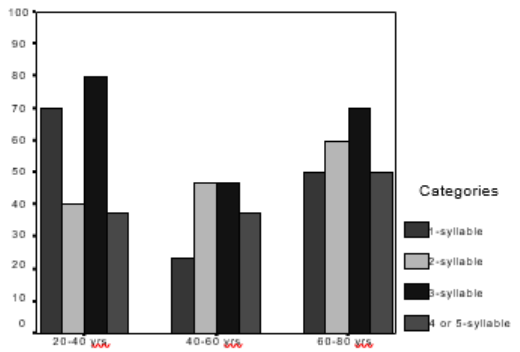 100
90
80
70
60
50
40
30
20
10
0
20-40 yrs
40-60 yrs
60-80 yrs
Categories
1-syllable
2-syllable
3-syllable
4 or 5-syllable